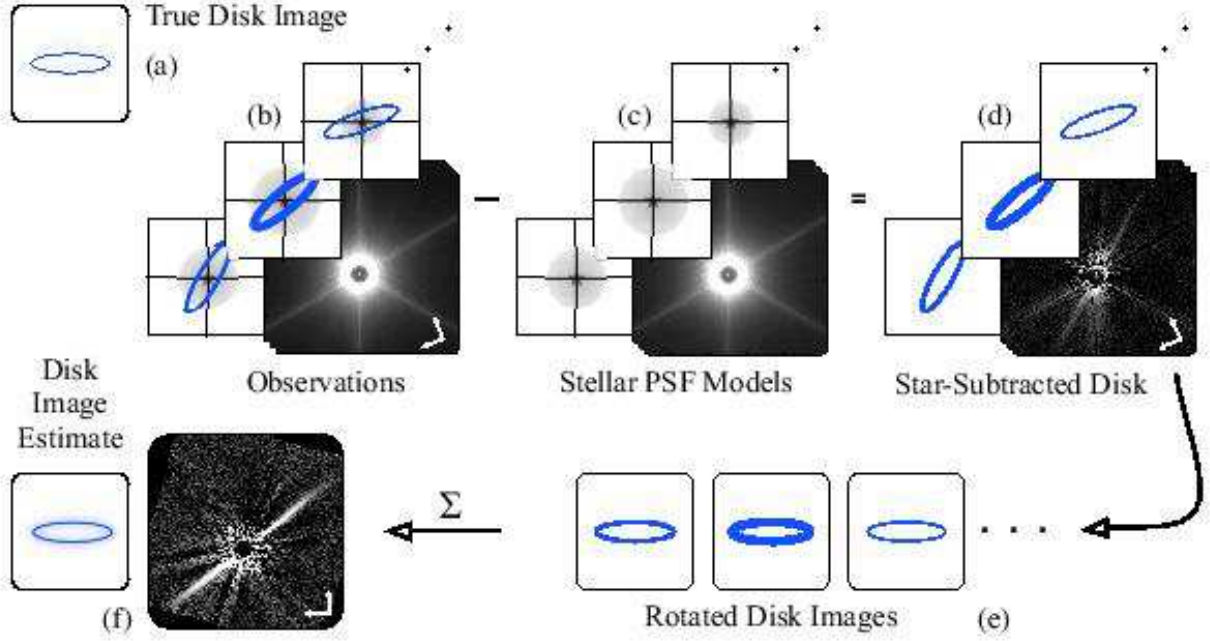 True Disk Image
(a)
(b)
(c)
(d)
−
=
Observations
Stellar PSF Models
Star-Subtracted Disk
Disk
Image
Estimate
Σ
. . .
(f)
Rotated Disk Images
(e)